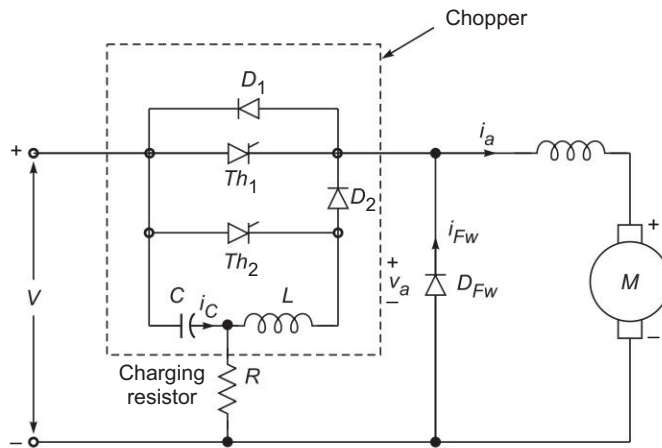 Chopper
D1
+
Th1
ia
D2
+
Th2
iFw
+
va
–
V
DFw
M
C
iC
L
–
Charging
resistor
R
–